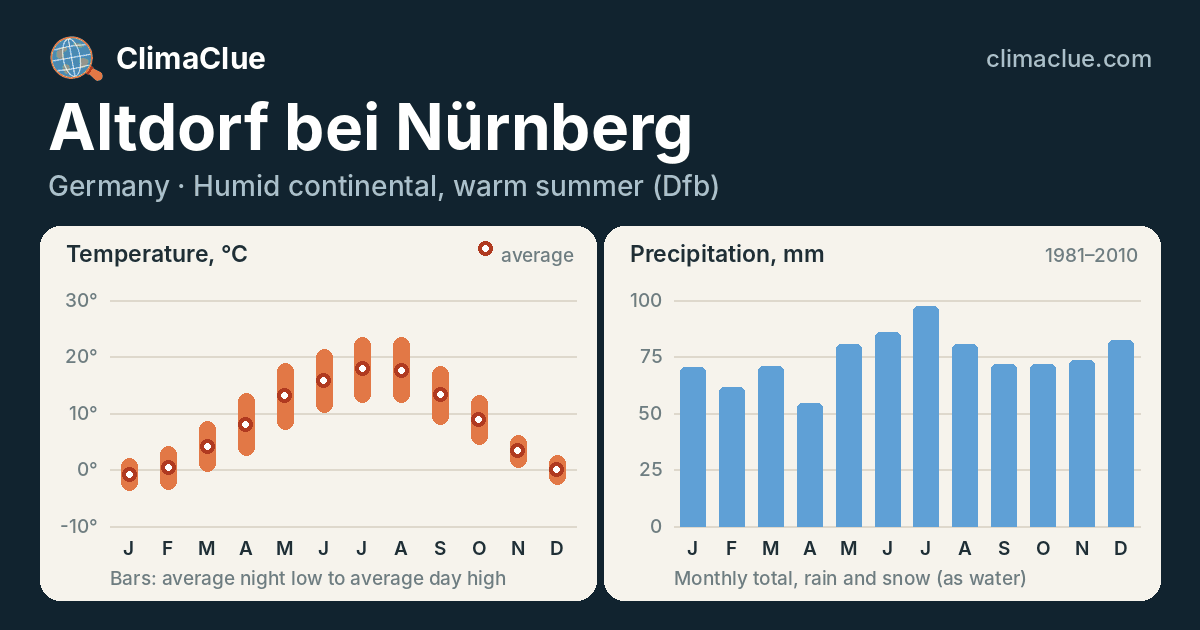 ClimaClue
climaclue.com
Altdorf bei Nürnberg
Germany · Humid continental, warm summer (Dfb)
Temperature, °C
average
30°
20°
10°
0°
-10°
J F M A M J J A S O N D
Bars: average night low to average day high
Precipitation, mm
1981–2010
100
75
50
25
0
J F M A M J J A S O N D
Monthly total, rain and snow (as water)